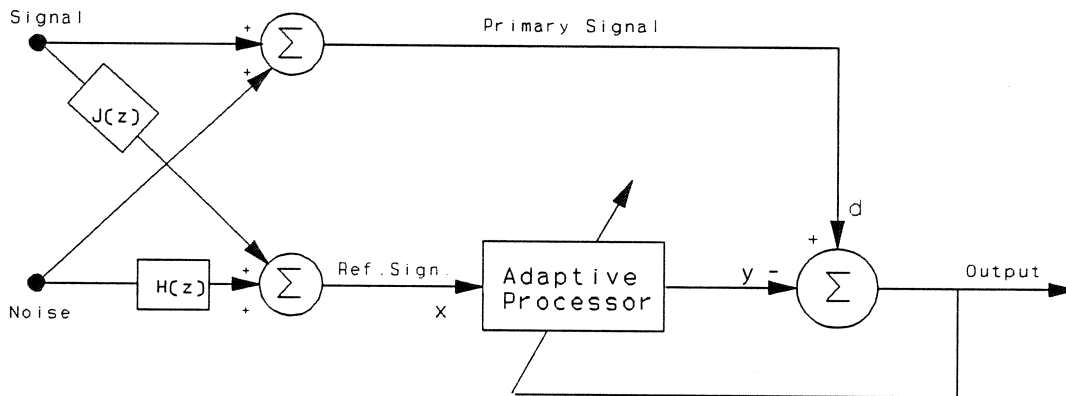 Signal
+
+
Σ
Primary Signal
J(z)
d
+
Noise
H(z)
+
+
Σ
Ref.Sign.
x
Adaptive
Processor
y -
Σ
Output